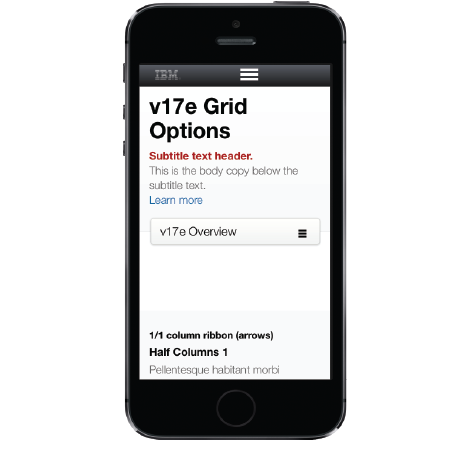 IBM
v17e Grid
Options
Subtitle text header.
This is the body copy below the
subtitle text.
Learn more
v17e Overview
1/1 column ribbon (arrows)
Half Columns 1
Pellentesque habitant morbi